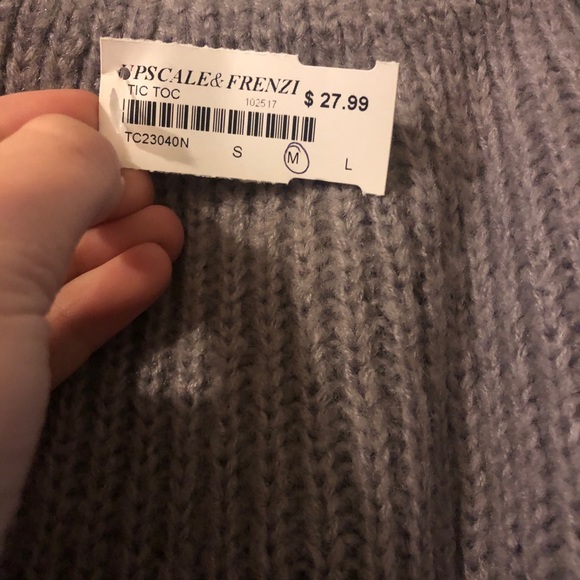 UPSCALE & FRENZI
TIC TOC 102517 $ 27.99
TC23040N S M L